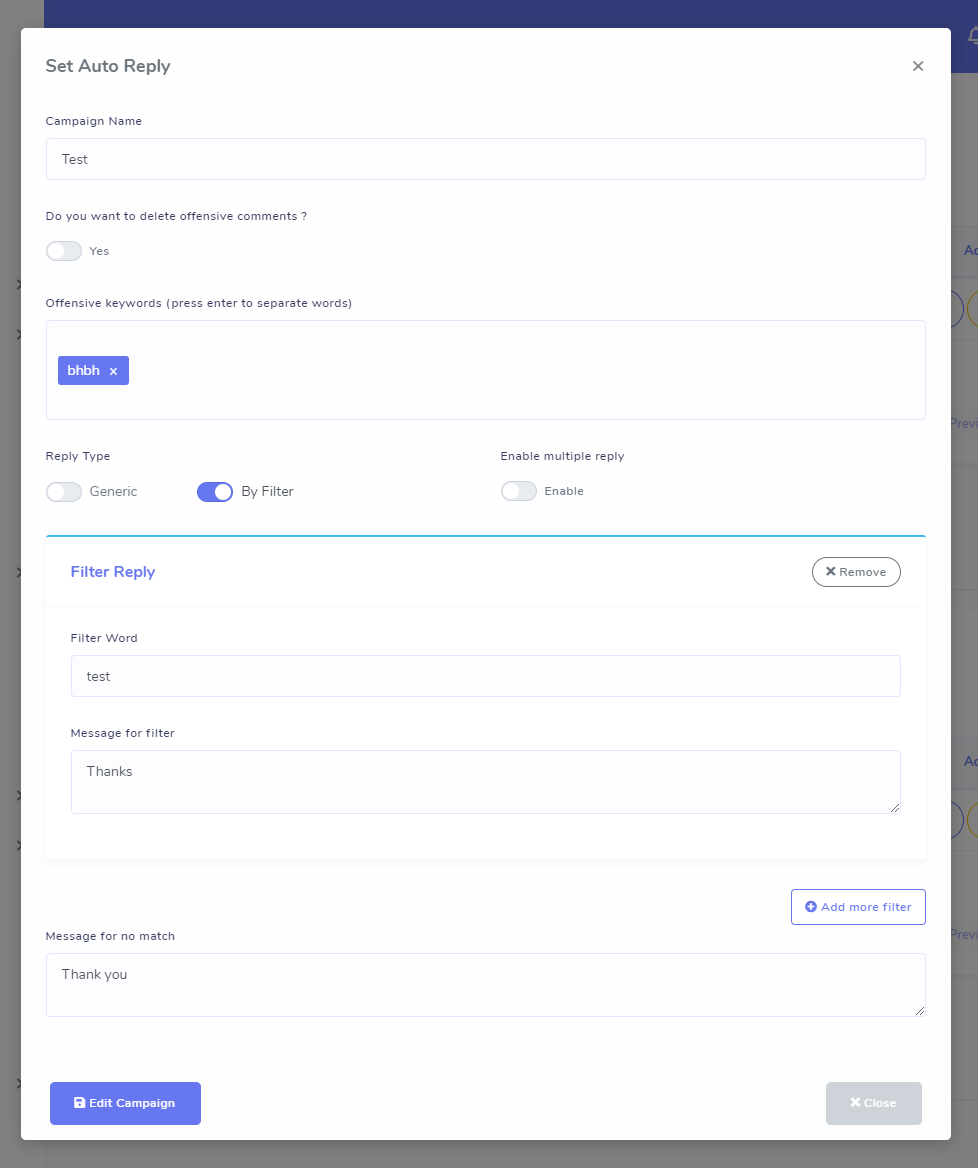 Set Auto Reply ×
Campaign Name
Test
Do you want to delete offensive comments ?
Yes
Offensive keywords (press enter to separate words)
bhbh x
Reply Type
Enable multiple reply
Generic
By Filter
Enable
Filter Reply
Remove
Filter Word
test
Message for filter
Thanks
Add more filter
Message for no match
Thank you
Edit Campaign
Close